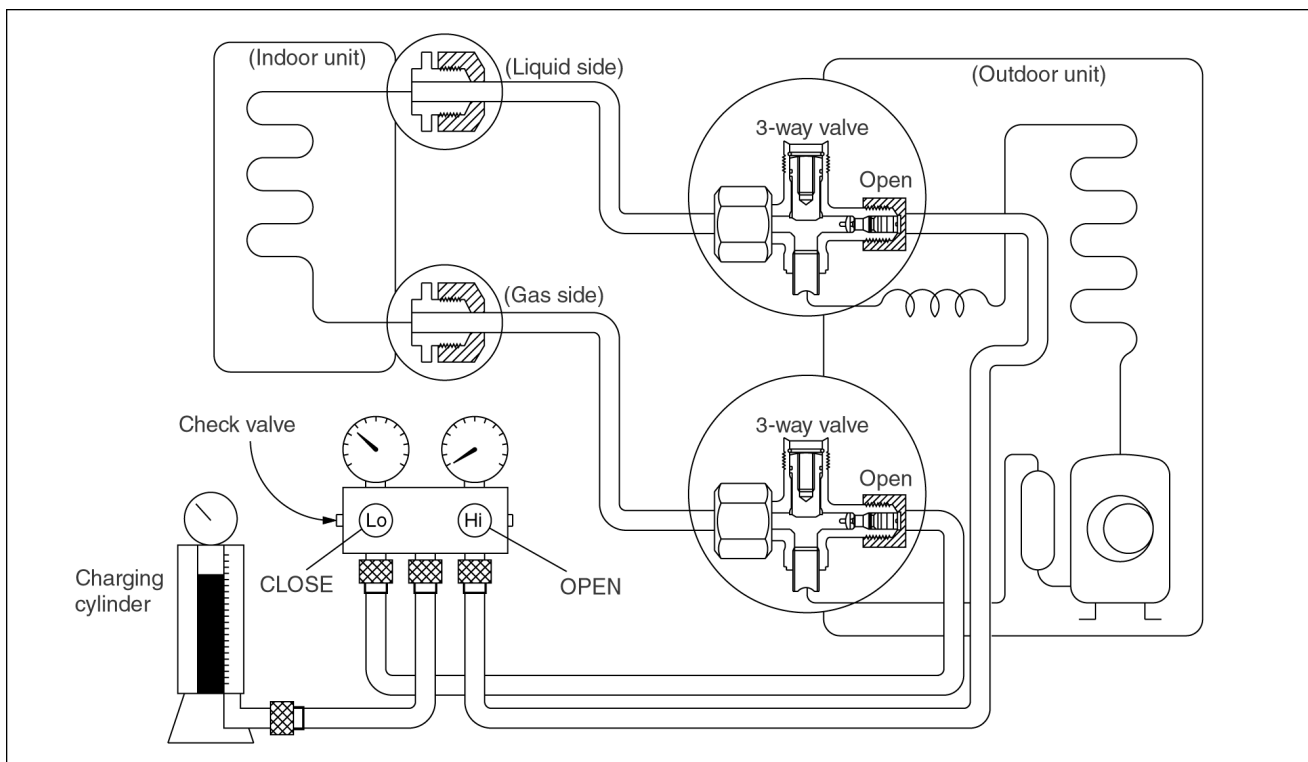 (Indoor unit)
(Liquid side)
(Outdoor unit)
3-way valve
Open
(Gas side)
3-way valve
Open
Check valve
Lo
Hi
CLOSE
OPEN
Charging
cylinder